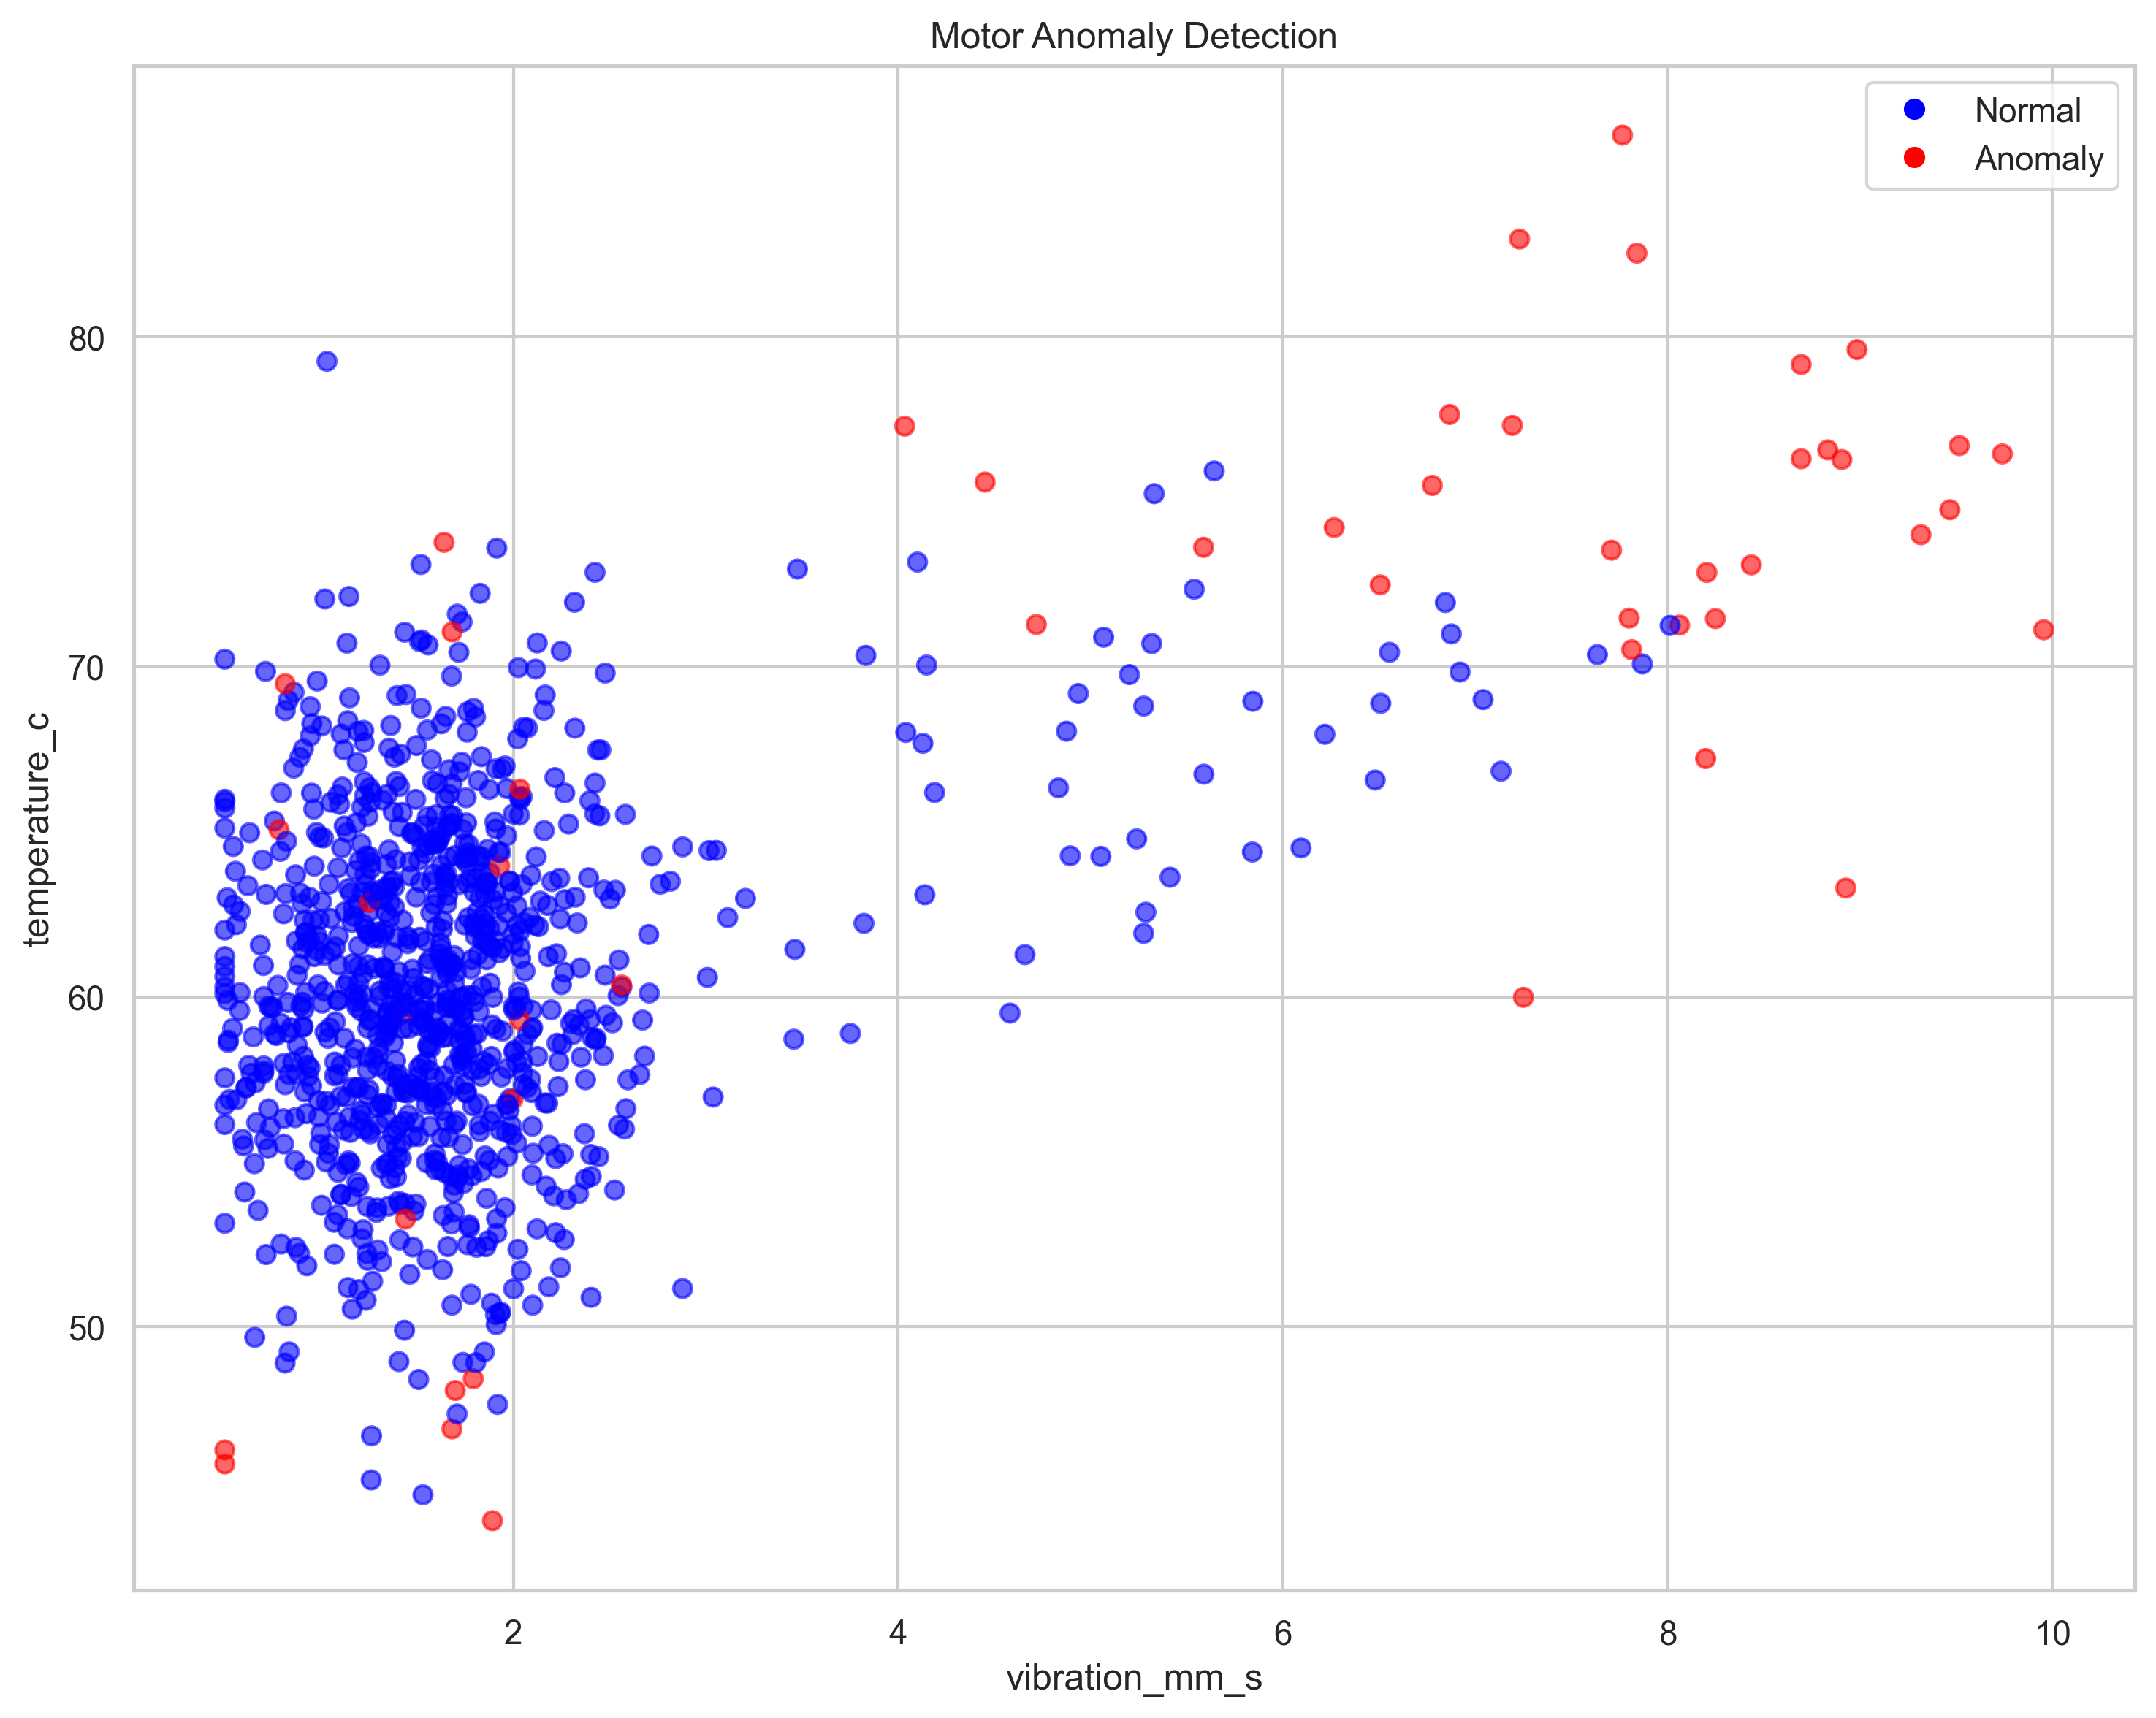 Motor Anomaly Detection
Normal
Anomaly
80
70
60
50
temperature_c
2
4
6
8
10
vibration_mm_s